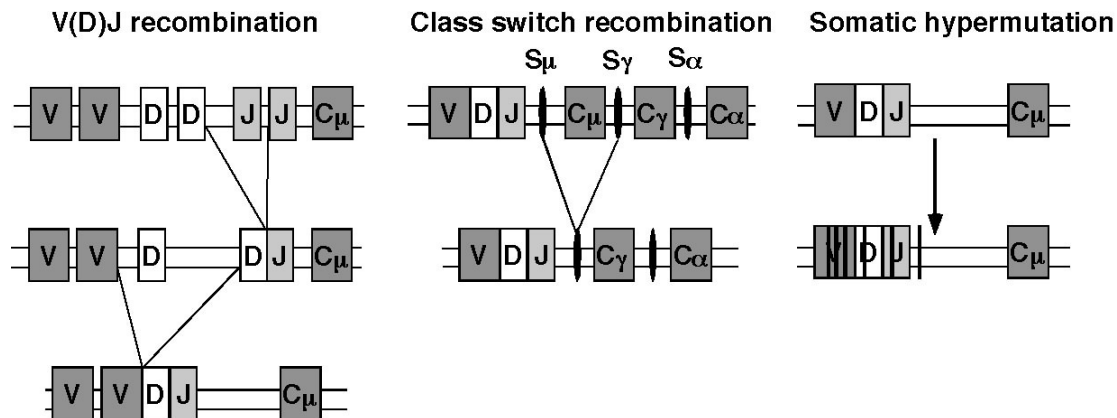 V(D)J recombination
V V D D J J Cμ
V V D D J Cμ
V V D J Cμ
Class switch recombination
Sμ Sγ Sα
V D J Cμ Cγ Cα
V D J Cγ Cα
Somatic hypermutation
V D J Cμ
V D J Cμ